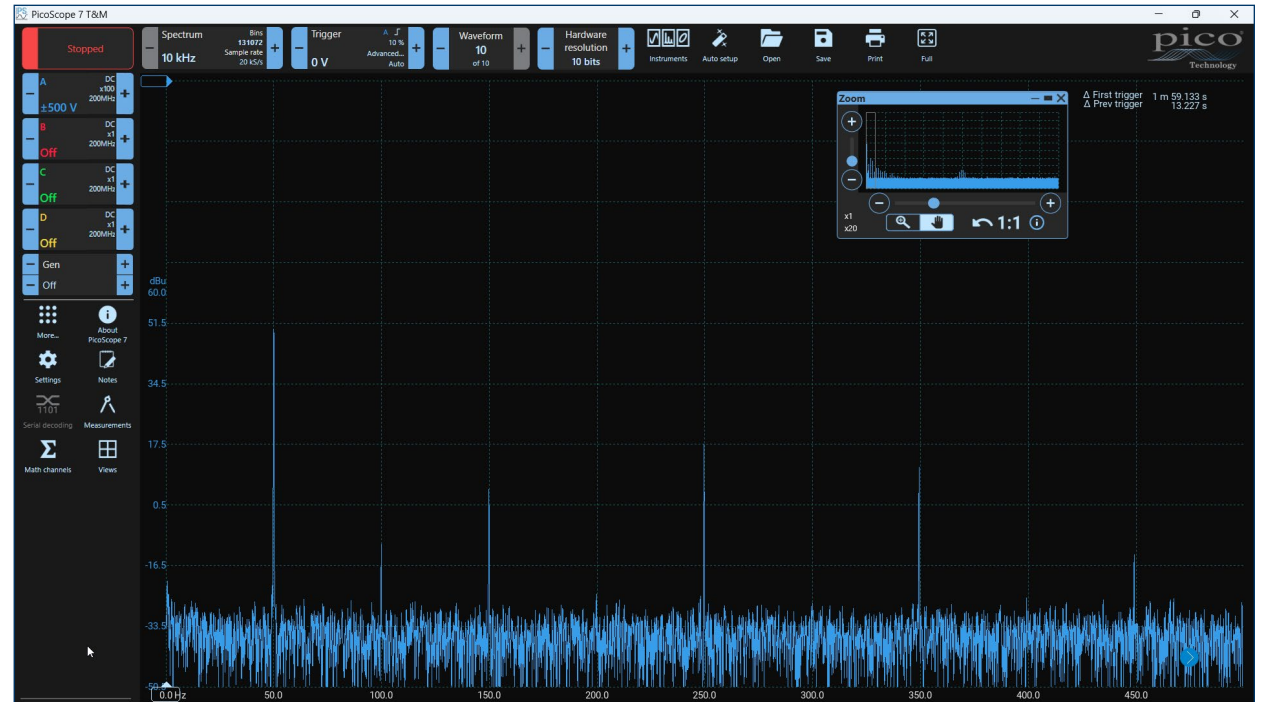 PicoScope 7 T&M
Stopped
Spectrum
10 kHz
Bins
131072
Sample rate
20 kS/s
Trigger
0 V
A
10 %
Advanced...
Auto
Waveform
10
of 10
Hardware
resolution
10 bits
Instruments
Auto setup
Open
Save
Print
Full
pico
Technology
A
DC
x100
200MHz
±500 V
B
DC
x1
200MHz
Off
C
DC
x1
200MHz
Off
D
DC
x1
200MHz
Off
Gen
Off
More...
About
PicoScope 7
Settings
Notes
1101
Serial decoding
Measurements
Math channels
Views
Zoom
x1
x20
1:1
Δ First trigger 1 m 59.133 s
Δ Prev trigger 13.227 s
dBu
60.0
51.5
34.5
17.5
0.5
-16.5
-33.5
0.0 Hz
50.0
100.0
150.0
200.0
250.0
300.0
350.0
400.0
450.0